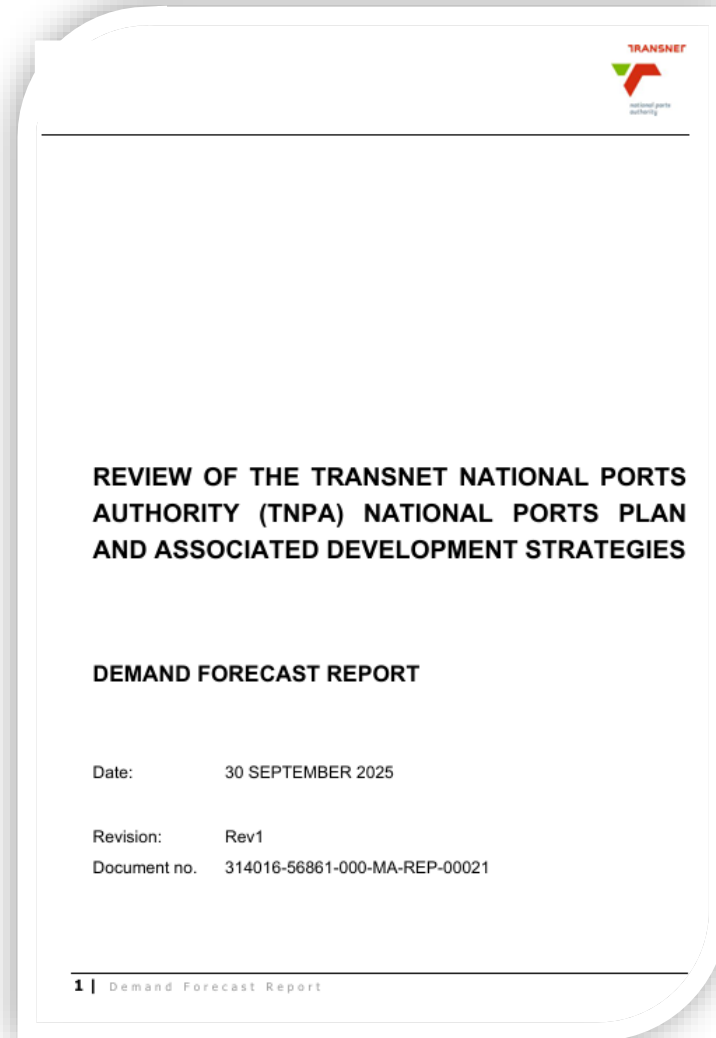 TRANSNET
national ports
authority
REVIEW OF THE TRANSNET NATIONAL PORTS
AUTHORITY (TNPA) NATIONAL PORTS PLAN
AND ASSOCIATED DEVELOPMENT STRATEGIES
DEMAND FORECAST REPORT
Date: 30 SEPTEMBER 2025
Revision: Rev1
Document no. 314016-56861-000-MA-REP-00021
1 | Demand Forecast Report